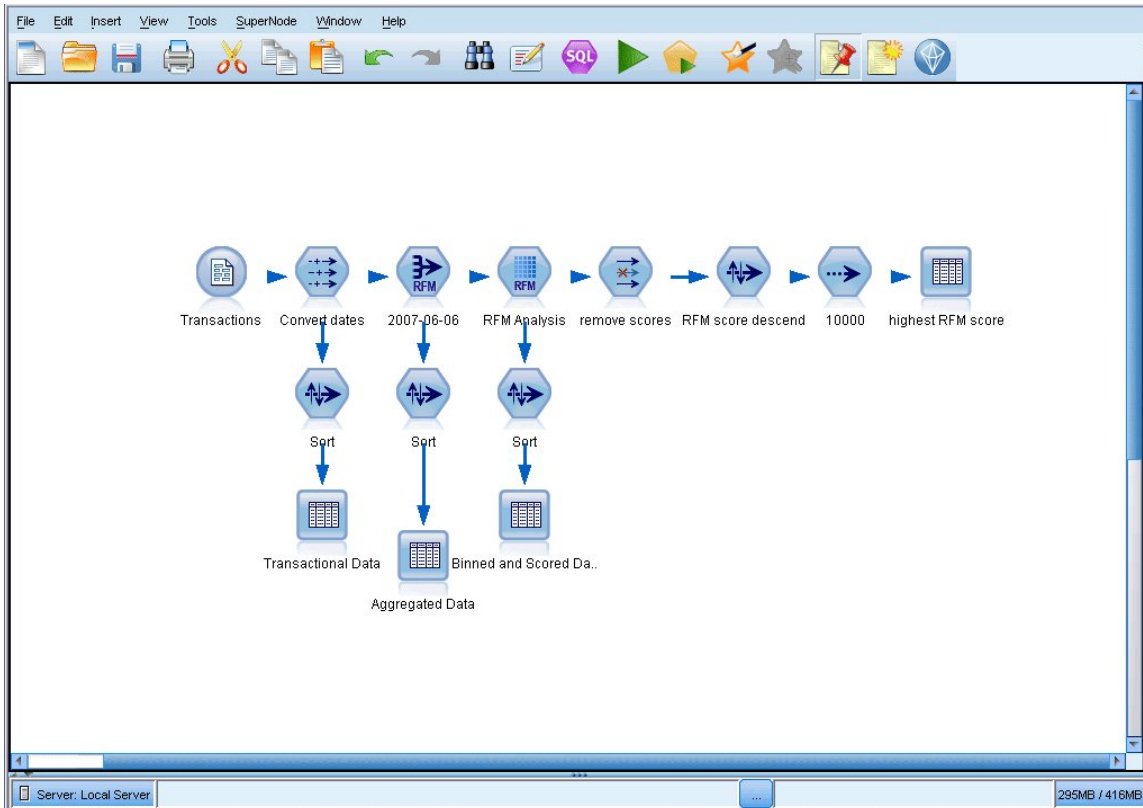 File Edit Insert View Tools SuperNode Window Help
SQL
RFM RFM
Transactions Convert dates 2007-06-06 RFM Analysis remove scores RFM score descend 10000 highest RFM score
Sort Sort Sort
Transactional Data Binned and Scored Da..
Aggregated Data
Server: Local Server ... 295MB / 416MB